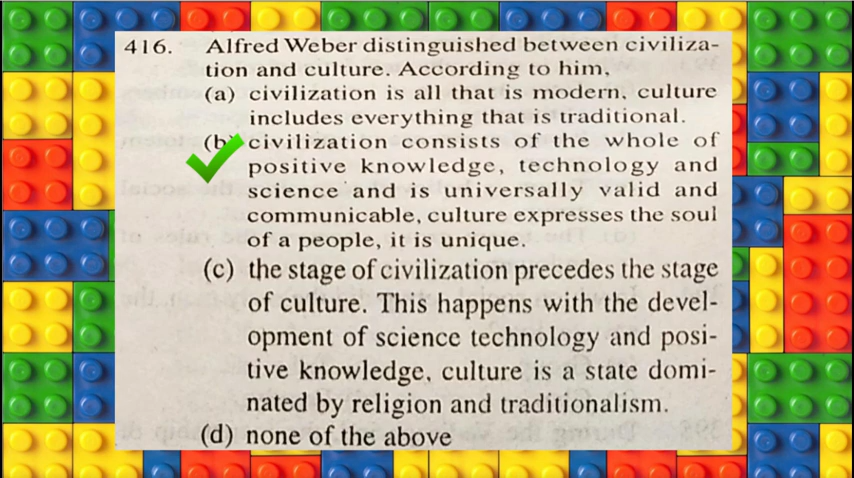 416. Alfred Weber distinguished between civiliza-
tion and culture. According to him,
(a) civilization is all that is modern, culture
includes everything that is traditional.
(b) civilization consists of the whole of
positive knowledge, technology and
science and is universally valid and
communicable, culture expresses the soul
of a people, it is unique.
(c) the stage of civilization precedes the stage
of culture. This happens with the devel-
opment of science technology and posi-
tive knowledge, culture is a state domi-
nated by religion and traditionalism.
(d) none of the above